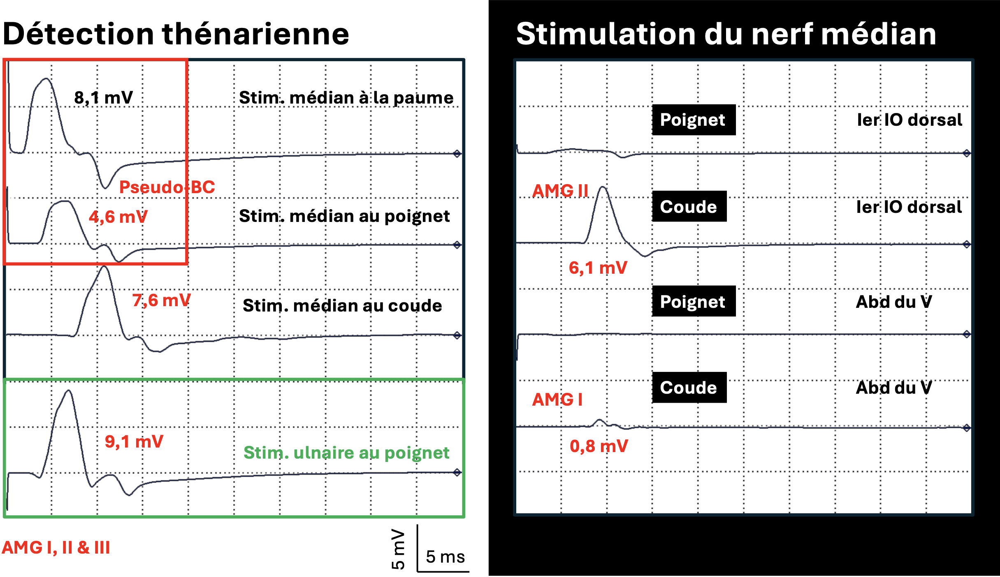 Détection thénarienne
8,1 mV
Stim. médian à la paume
Pseudo-BC
4,6 mV
Stim. médian au poignet
7,6 mV
Stim. médian au coude
9,1 mV
Stim. ulnaire au poignet
AMG I, II & III
5 mV
5 ms
Stimulation du nerf médian
Poignet
Ier IO dorsal
AMG II
Coude
Ier IO dorsal
6,1 mV
Poignet
Abd du V
AMG I
Coude
Abd du V
0,8 mV